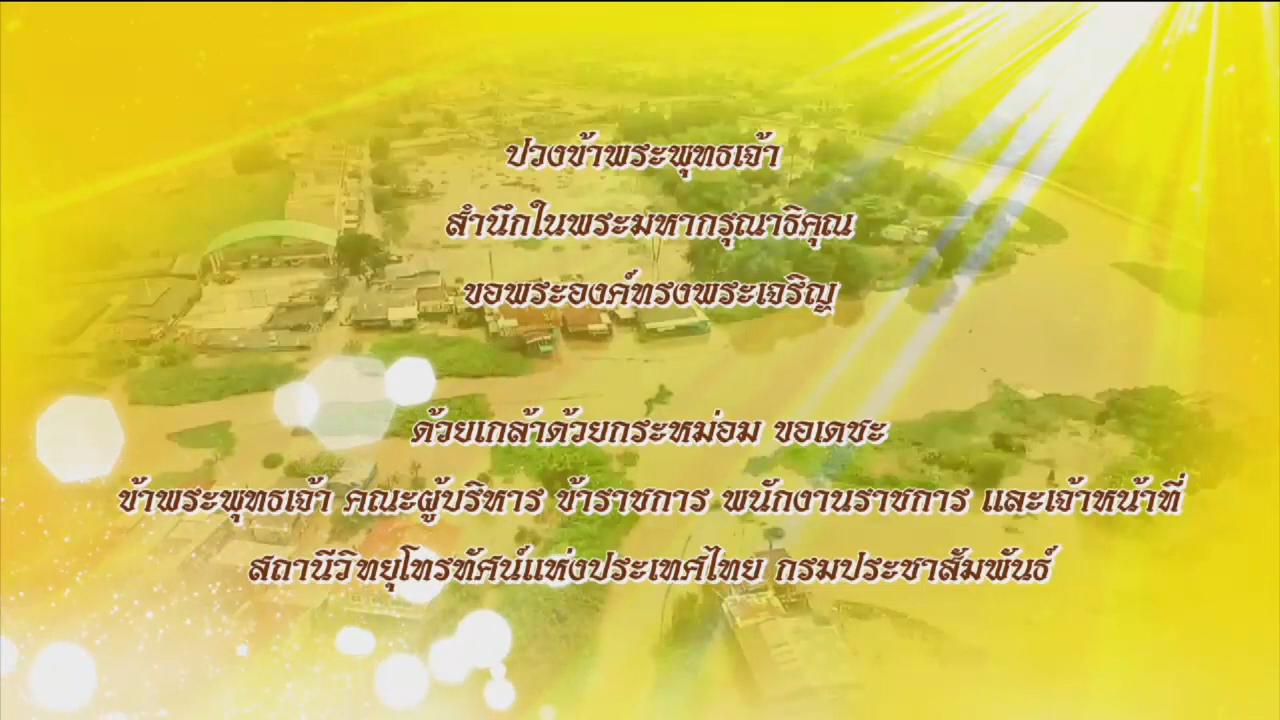 ปวงข้าพระพุทธเจ้า
สำนึกในพระมหากรุณาธิคุณ
ขอพระองค์ทรงพระเจริญ
ด้วยเกล้าด้วยกระหม่อม ขอเดชะ
ข้าพระพุทธเจ้า คณะผู้บริหาร ข้าราชการ พนักงานราชการ และเจ้าหน้าที่
สถานีวิทยุโทรทัศน์แห่งประเทศไทย กรมประชาสัมพันธ์